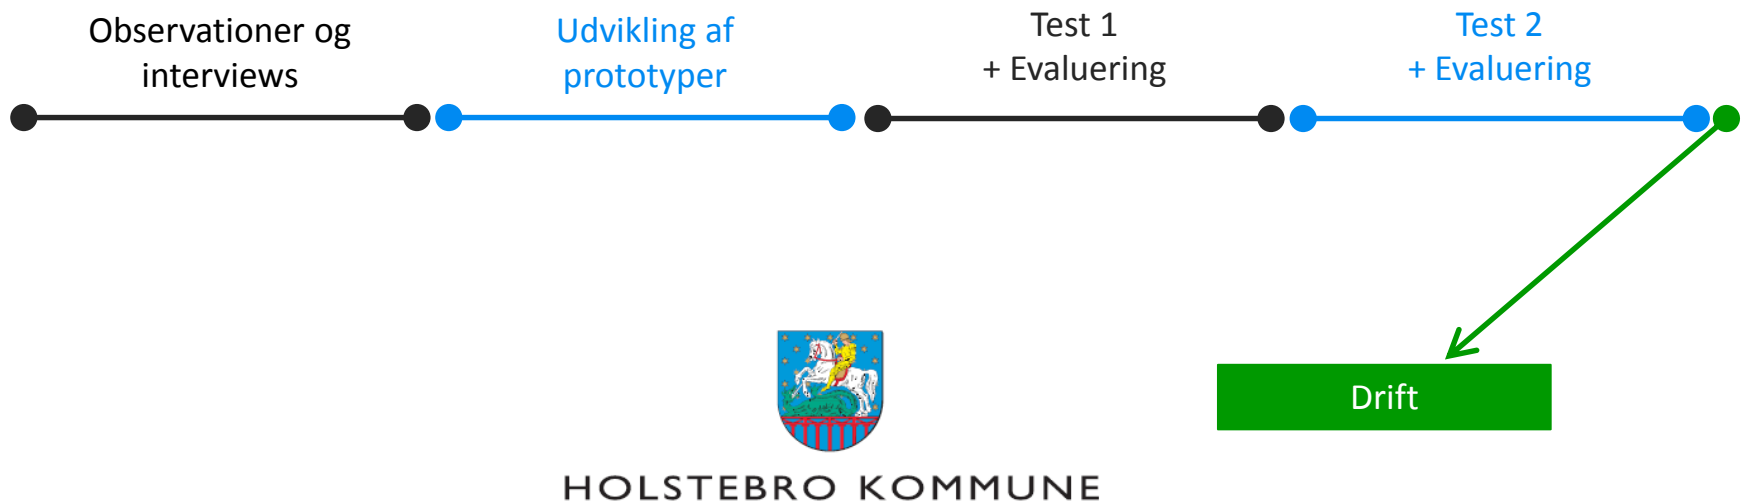 Observationer og
interviews
Udvikling af
prototyper
Test 1
+ Evaluering
Test 2
+ Evaluering
Drift
HOLSTEBRO KOMMUNE